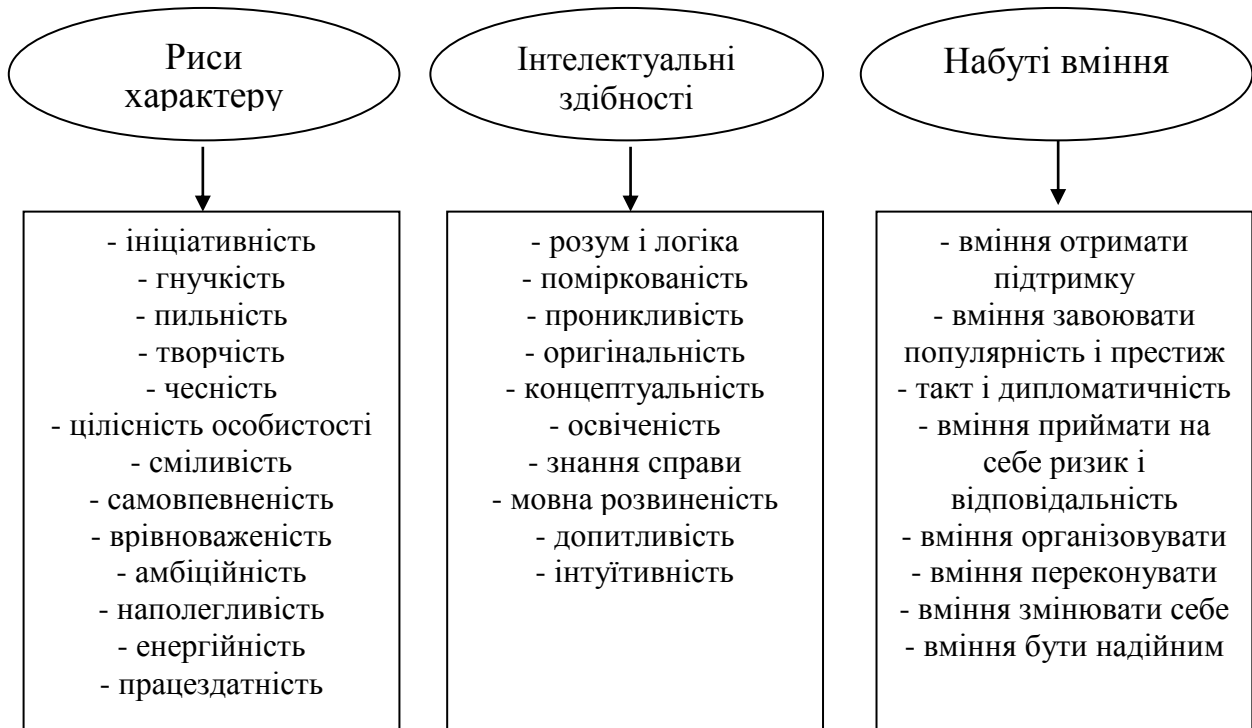 Риси
характеру
- ініціативність
- гнучкість
- пильність
- творчість
- чесність
- цілісність особистості
- сміливість
- самовпевненість
- врівноваженість
- амбіційність
- наполегливість
- енергійність
- працездатність
Інтелектуальні
здібності
- розум і логіка
- поміркованість
- проникливість
- оригінальність
- концептуальність
- освіченість
- знання справи
- мовна розвиненість
- допитливість
- інтуїтивність
Набуті вміння
- вміння отримати
підтримку
- вміння завоювати
популярність і престиж
- такт і дипломатичність
- вміння приймати на
себе ризик і
відповідальність
- вміння організовувати
- вміння переконувати
- вміння змінювати себе
- вміння бути надійним